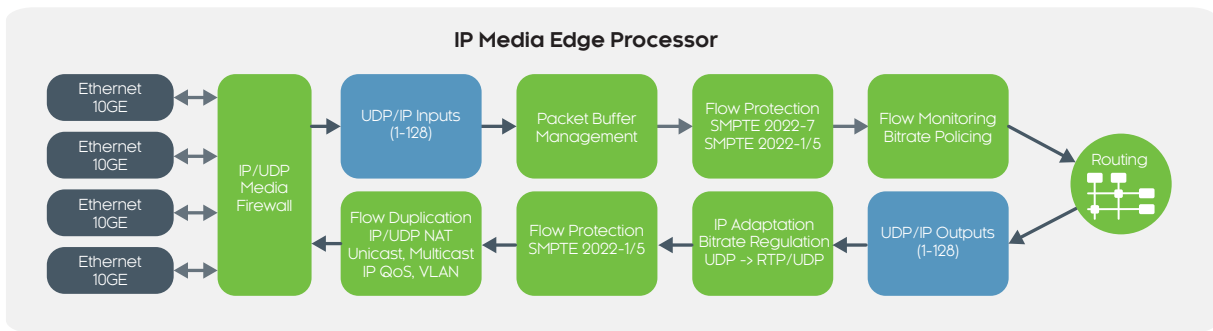 IP Media Edge Processor
Ethernet
10GE
Ethernet
10GE
Ethernet
10GE
Ethernet
10GE
IP/UDP
Media
Firewall
UDP/IP Inputs
(1-128)
Packet Buffer
Management
Flow Protection
SMPTE 2022-7
SMPTE 2022-1/5
Flow Monitoring
Bitrate Policing
Routing
UDP/IP Outputs
(1-128)
IP Adaptation
Bitrate Regulation
UDP -> RTP/UDP
Flow Protection
SMPTE 2022-1/5
Flow Duplication
IP/UDP NAT
Unicast, Multicast
IP QoS, VLAN